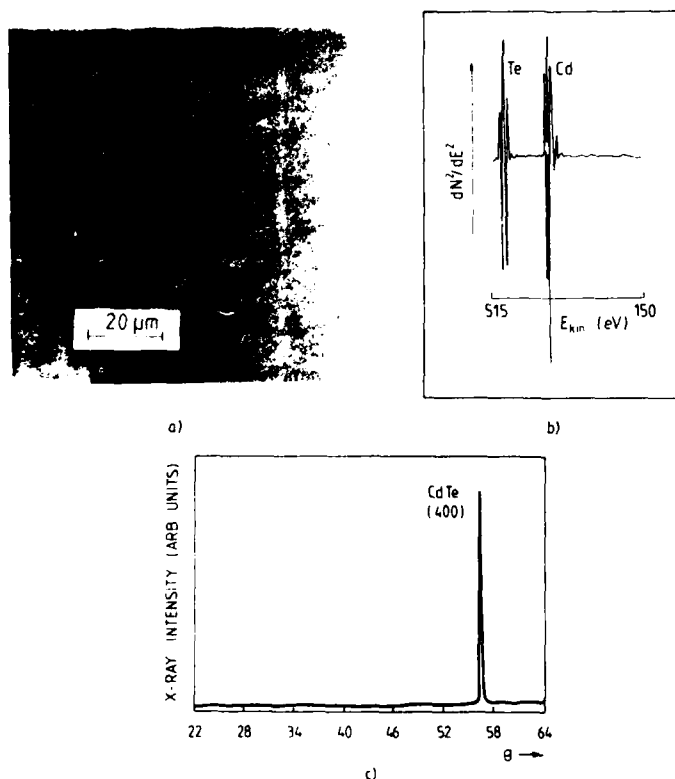 20 µm
a)
Te
Cd
dN²/dE²
515
150
E kin (eV)
b)
CdTe
(400)
X-RAY INTENSITY (ARB UNITS)
22 28 34 40 46 52 58 64
θ →
c)